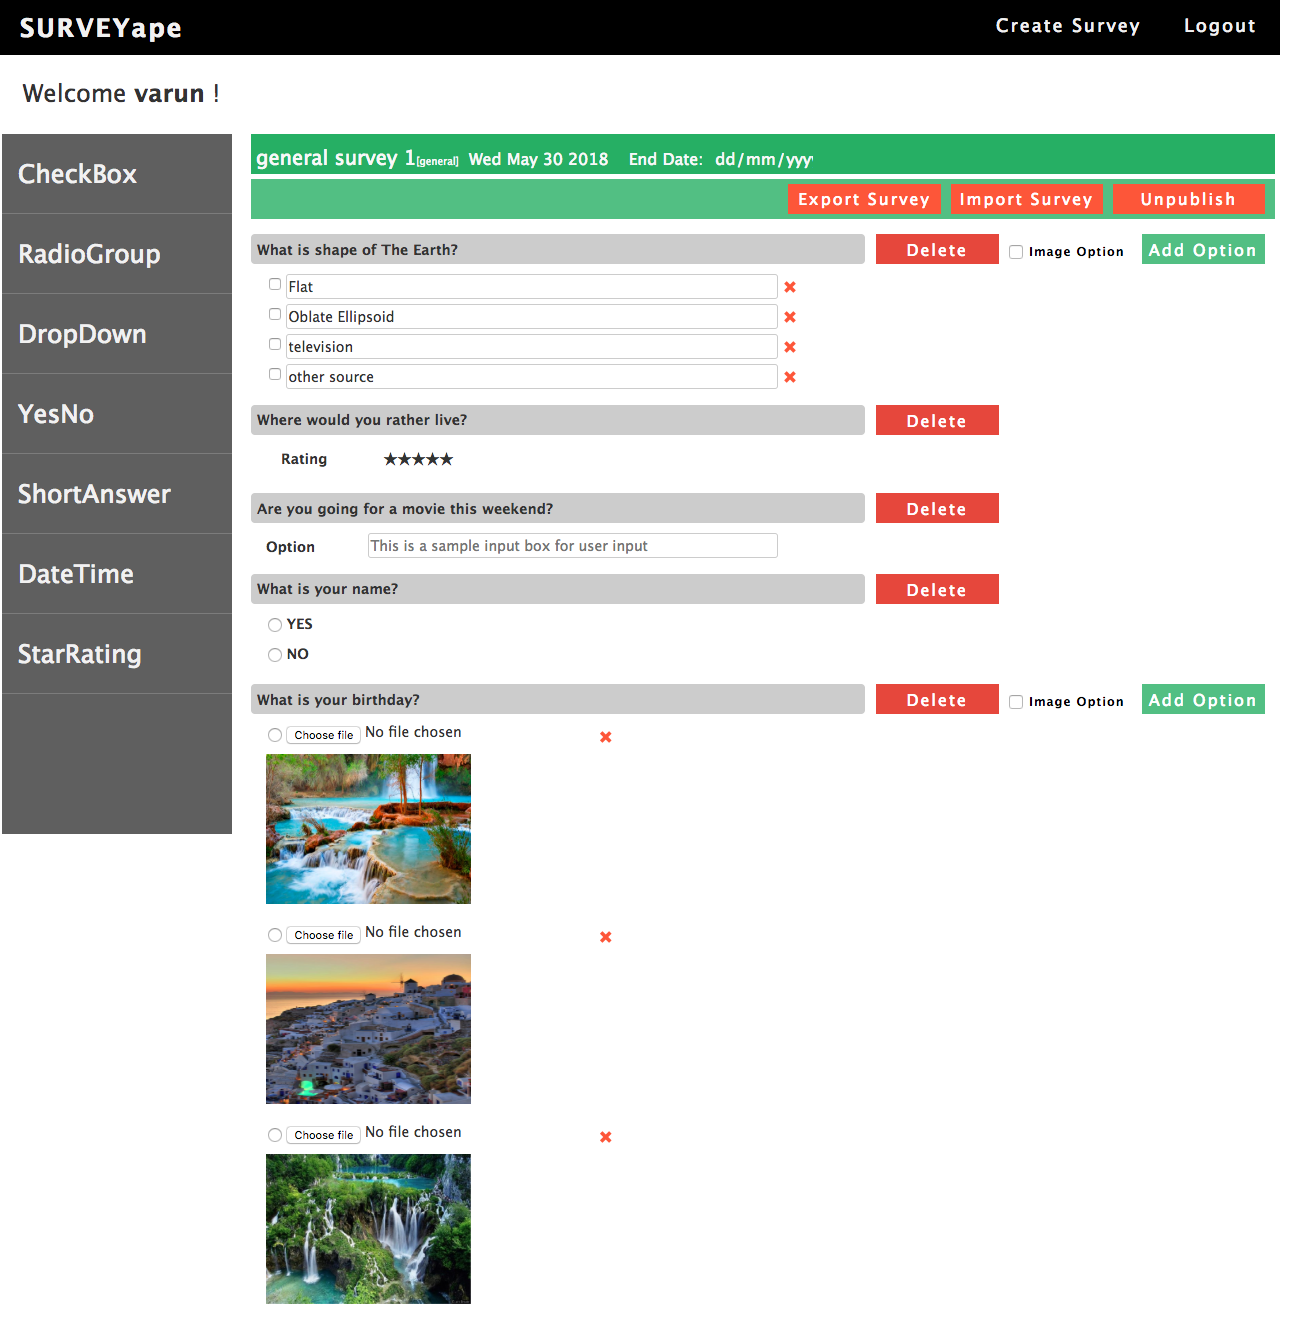 SURVEYape Create Survey Logout
Welcome varun !
CheckBox
RadioGroup
DropDown
YesNo
ShortAnswer
DateTime
StarRating
general survey 1[general] Wed May 30 2018 End Date: dd/mm/yyy
Export Survey Import Survey Unpublish
What is shape of The Earth? Delete Image Option Add Option
Flat
Oblate Ellipsoid
television
other source
Where would you rather live? Delete
Rating ★★★★★
Are you going for a movie this weekend? Delete
Option This is a sample input box for user input
What is your name? Delete
YES
NO
What is your birthday? Delete Image Option Add Option
Choose file No file chosen
Choose file No file chosen
Choose file No file chosen